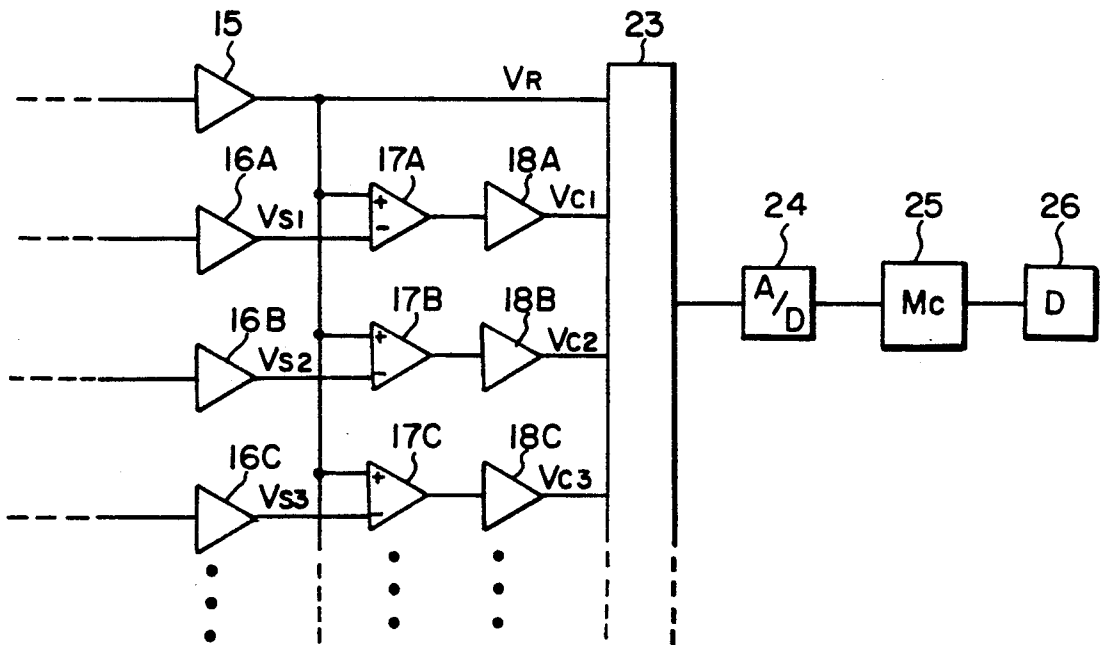 15
23
VR
16A
17A
18A
VS1
+
-
VC1
24
25
26
A/D
Mc
D
16B
17B
18B
VS2
+
-
VC2
16C
17C
18C
VS3
+
-
VC3